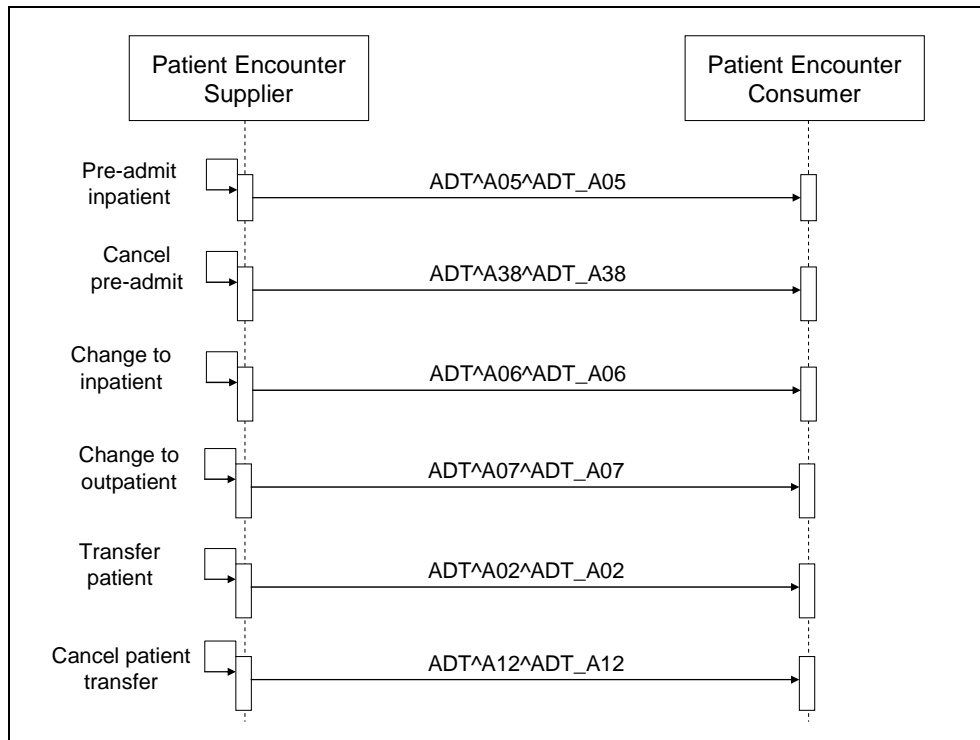 Patient Encounter
Supplier
Patient Encounter
Consumer
Pre-admit
inpatient
ADT^A05^ADT_A05
Cancel
pre-admit
ADT^A38^ADT_A38
Change to
inpatient
ADT^A06^ADT_A06
Change to
outpatient
ADT^A07^ADT_A07
Transfer
patient
ADT^A02^ADT_A02
Cancel patient
transfer
ADT^A12^ADT_A12